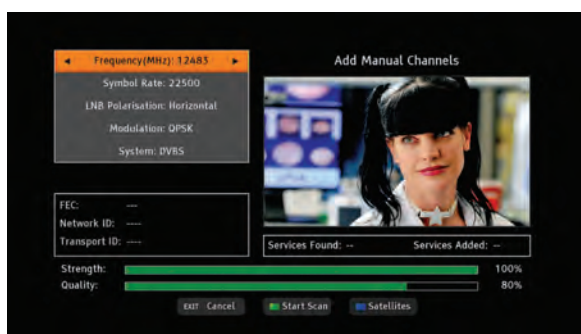 Add Manual Channels
Frequency(MHz): 12483
Symbol Rate: 22500
LNB Polarisation: Horizontal
Modulation: QPSK
System: DVBS
FEC: ---
Network ID: ----
Transport ID: ----
Services Found: --
Services Added: --
Strength: 100%
Quality: 80%
EXIT Cancel
Start Scan
Satellites